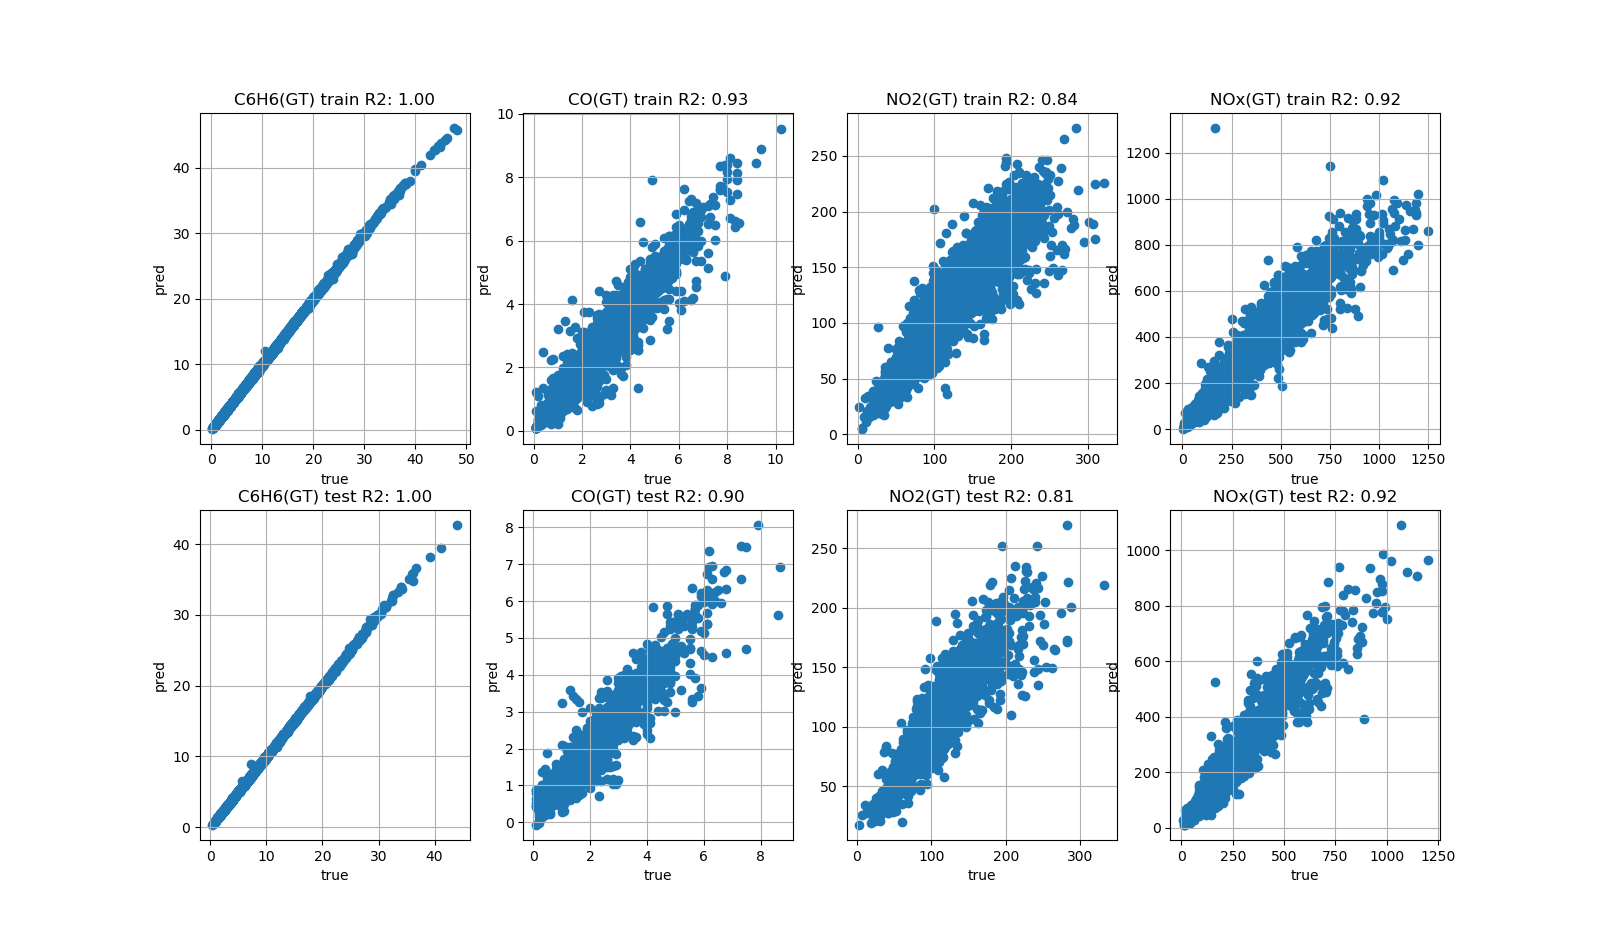 C6H6(GT) train R2: 1.00
pred
40
30
20
10
0
0 10 20 30 40 50
true
CO(GT) train R2: 0.93
pred
10
8
6
4
2
0
0 2 4 6 8 10
true
NO2(GT) train R2: 0.84
pred
250
200
150
100
50
0
0 100 200 300
true
NOx(GT) train R2: 0.92
pred
1200
1000
800
600
400
200
0
0 250 500 750 1000 1250
true
C6H6(GT) test R2: 1.00
pred
40
30
20
10
0
0 10 20 30 40
true
CO(GT) test R2: 0.90
pred
8
7
6
5
4
3
2
1
0
0 2 4 6 8
true
NO2(GT) test R2: 0.81
pred
250
200
150
100
50
0 100 200 300
true
NOx(GT) test R2: 0.92
pred
1000
800
600
400
200
0
0 250 500 750 1000 1250
true